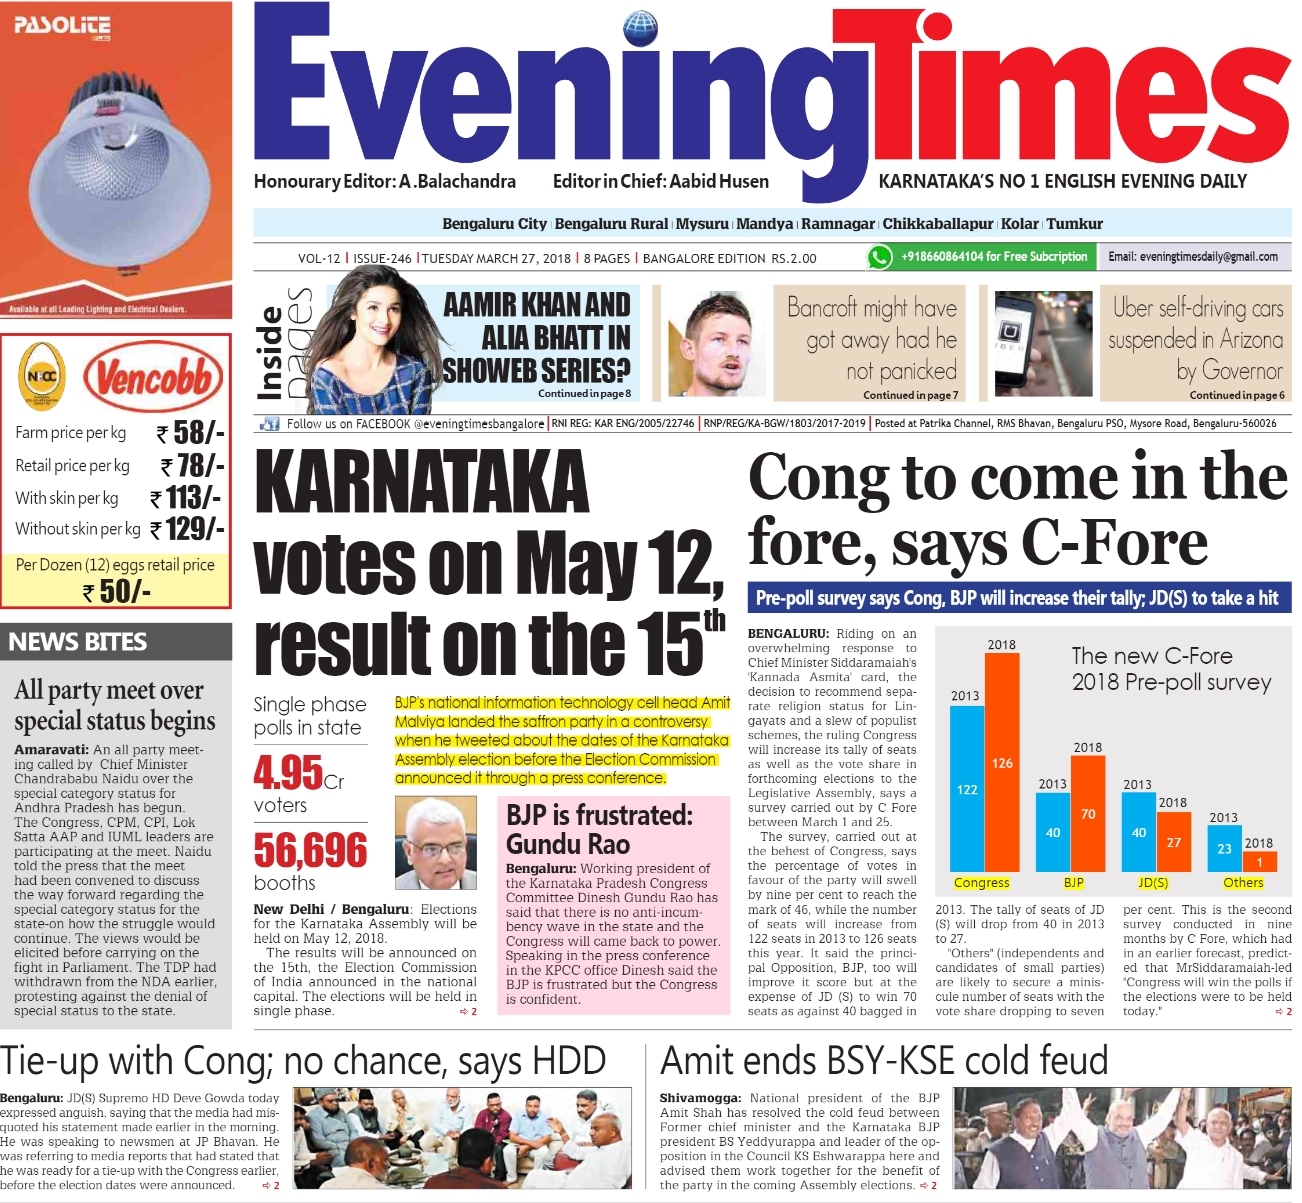 PASOLITE
LED
Available at all Leading Lighting and Electrical Dealers.
EveningTimes
Honourary Editor: A .Balachandra
Editor in Chief: Aabid Husen
KARNATAKA'S NO 1 ENGLISH EVENING DAILY
Bengaluru City | Bengaluru Rural | Mysuru | Mandya | Ramnagar | Chikkaballapur | Kolar | Tumkur
VOL-12 | ISSUE-246 | TUESDAY MARCH 27, 2018 | 8 PAGES | BANGALORE EDITION RS.2.00
+918660864104 for Free Subcription
Email: eveningtimesdaily@gmail.com
Inside
pages
AAMIR KHAN AND
ALIA BHATT IN
SHOWEB SERIES?
Continued in page 8
Bancroft might have
got away had he
not panicked
Continued in page 7
UBER
Uber self-driving cars
suspended in Arizona
by Governor
Continued in page 6
Follow us on FACEBOOK @eveningtimesbangalore | RNI REG: KAR ENG/2005/22746 | RNP/REG/KA-BGW/1803/2017-2019 | Posted at Patrika Channel, RMS Bhavan, Bengaluru PSO, Mysore Road, Bengaluru-560026
NECC
Vencobb
Farm price per kg ₹ 58/-
Retail price per kg ₹ 78/-
With skin per kg ₹ 113/-
Without skin per kg ₹ 129/-
Per Dozen (12) eggs retail price
₹ 50/-
NEWS BITES
All party meet over
special status begins
Amaravati: An all party meet-
ing called by Chief Minister
Chandrababu Naidu over the
special category status for
Andhra Pradesh has begun.
The Congress, CPM, CPI, Lok
Satta AAP and IUML leaders are
participating at the meet. Naidu
told the press that the meet
had been convened to discuss
the way forward regarding the
special category status for the
state-on how the struggle would
continue. The views would be
elicited before carrying on the
fight in Parliament. The TDP had
withdrawn from the NDA earlier,
protesting against the denial of
special status to the state.
KARNATAKA
votes on May 12,
result on the 15th
Single phase
polls in state
4.95Cr
voters
56,696
booths
BJP's national information technology cell head Amit
Malviya landed the saffron party in a controversy
when he tweeted about the dates of the Karnataka
Assembly election before the Election Commission
announced it through a press conference.
New Delhi / Bengaluru: Elections
for the Karnataka Assembly will be
held on May 12, 2018.
The results will be announced on
the 15th, the Election Commission
of India announced in the national
capital. The elections will be held in
single phase. ⇨ 2
BJP is frustrated:
Gundu Rao
Bengaluru: Working president of
the Karnataka Pradesh Congress
Committee Dinesh Gundu Rao has
said that there is no anti-incum-
bency wave in the state and the
Congress will came back to power.
Speaking in the press conference
in the KPCC office Dinesh said the
BJP is frustrated but the Congress
is confident.
Cong to come in the
fore, says C-Fore
Pre-poll survey says Cong, BJP will increase their tally; JD(S) to take a hit
BENGALURU: Riding on an
overwhelming response to
Chief Minister Siddaramaiah's
'Kannada Asmita' card, the
decision to recommend sepa-
rate religion status for Lin-
gayats and a slew of populist
schemes, the ruling Congress
will increase its tally of seats
as well as the vote share in
forthcoming elections to the
Legislative Assembly, says a
survey carried out by C Fore
between March 1 and 25.
The survey, carried out at
the behest of Congress, says
the percentage of votes in
favour of the party will swell
by nine per cent to reach the
mark of 46, while the number
of seats will increase from
122 seats in 2013 to 126 seats
this year. It said the princi-
pal Opposition, BJP, too will
improve it score but at the
expense of JD (S) to win 70
seats as against 40 bagged in
The new C-Fore
2018 Pre-poll survey
2013
2018
122
126
Congress
2013
2018
40
70
BJP
2013
2018
40
27
JD(S)
2013
2018
23
1
Others
2013. The tally of seats of JD
(S) will drop from 40 in 2013
to 27.
"Others" (independents and
candidates of small parties)
are likely to secure a minis-
cule number of seats with the
vote share dropping to seven
per cent. This is the second
survey conducted in nine
months by C Fore, which had
in an earlier forecast, predict-
ed that MrSiddaramaiah-led
"Congress will win the polls if
the elections were to be held
today." ⇨ 2
Tie-up with Cong; no chance, says HDD
Bengaluru: JD(S) Supremo HD Deve Gowda today
expressed anguish, saying that the media had mis-
quoted his statement made earlier in the morning.
He was speaking to newsmen at JP Bhavan. He
was referring to media reports that had stated that
he was ready for a tie-up with the Congress earlier,
before the election dates were announced. ⇨ 2
Amit ends BSY-KSE cold feud
Shivamogga: National president of the BJP
Amit Shah has resolved the cold feud between
Former chief minister and the Karnataka BJP
president BS Yeddyurappa and leader of the op-
position in the Council KS Eshwarappa here and
advised them work together for the benefit of
the party in the coming Assembly elections. ⇨ 2